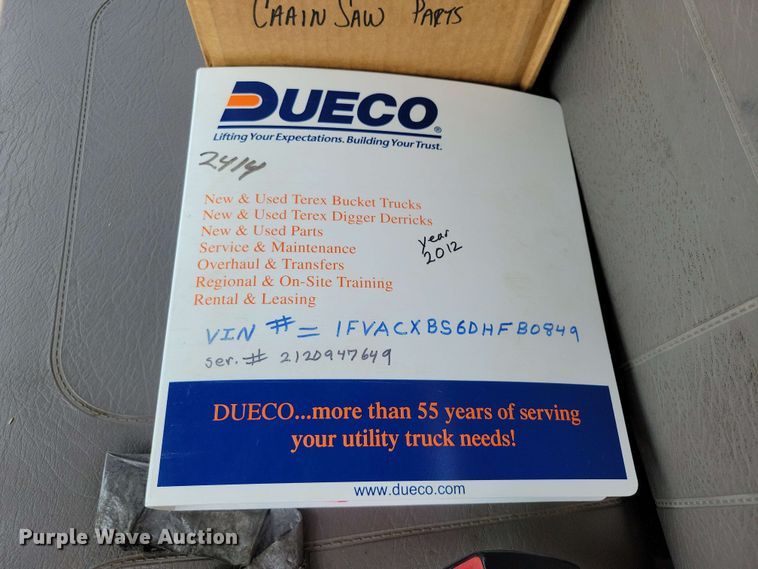 CHAIN SAW PARTS
DUECO®
Lifting Your Expectations. Building Your Trust.
2414
New & Used Terex Bucket Trucks
New & Used Terex Digger Derricks
New & Used Parts
Service & Maintenance
Overhaul & Transfers
Regional & On-Site Training
Rental & Leasing
year
2012
VIN # = 1FVACXBS6DHFB0849
ser. # 2120947649
DUECO...more than 55 years of serving
your utility truck needs!
www.dueco.com
Purple Wave Auction